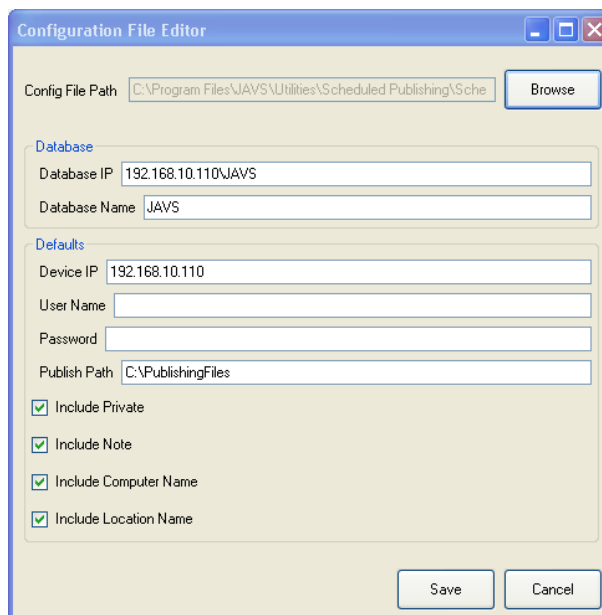 Configuration File Editor
Config File Path C:\Program Files\JAVS\Utilities\Scheduled Publishing\Sche Browse
Database
Database IP 192.168.10.110\JAVS
Database Name JAVS
Defaults
Device IP 192.168.10.110
User Name
Password
Publish Path C:\PublishingFiles
Include Private
Include Note
Include Computer Name
Include Location Name
Save Cancel